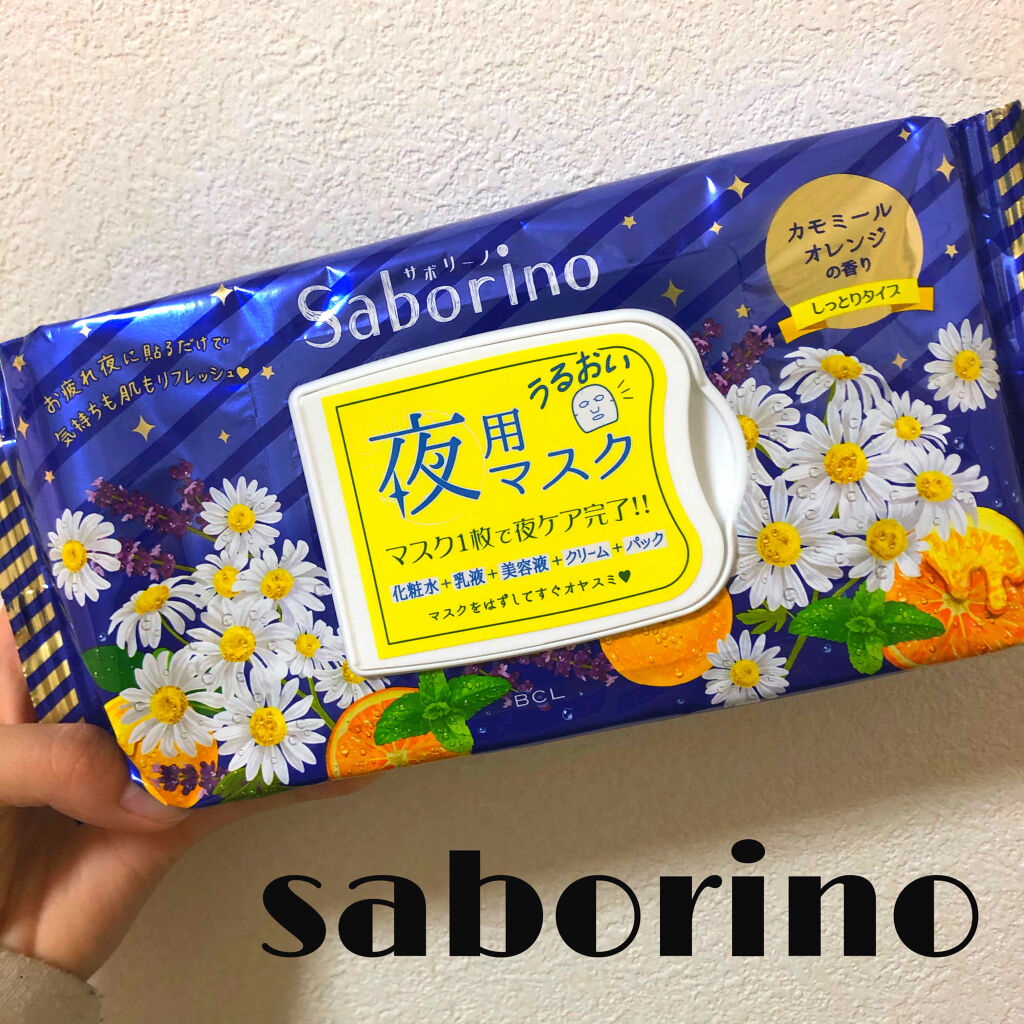 サボリーノ
Saborino
お疲れ夜に貼るだけで
気持ちも肌もリフレッシュ♥
カモミール
オレンジ
の香り
しっとりタイプ
うるおい
夜用
マスク
マスク1枚で夜ケア完了!!
化粧水+乳液+美容液+クリーム+パック
マスクをはずしてすぐオヤスミ♥
BCL
saborino